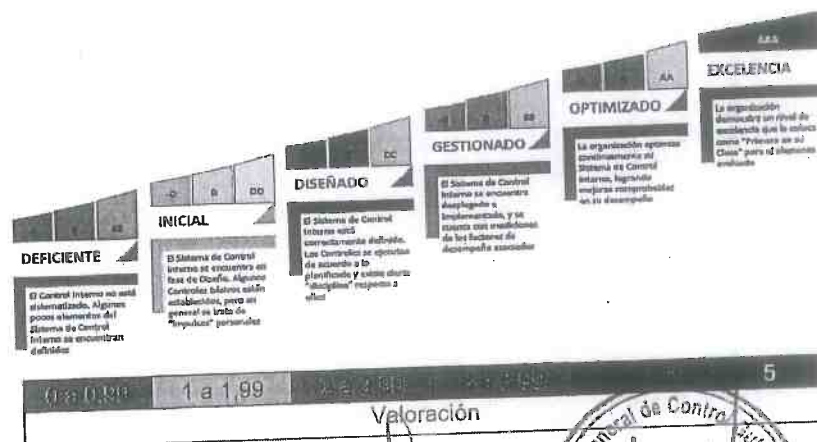 AAA
EXCELENCIA
La organización
demuestra un nivel de
excelencia que la coloca
como "Primera en su
Clase" para el elemento
evaluado
AA
OPTIMIZADO
La organización optimiza
continuamente su
Sistema de Control
Interno, logrando
mejoras comprobables
en su desempeño
BB
GESTIONADO
El Sistema de Control
Interno se encuentra
desplegado e
implementado, y se
cuenta con mediciones
de los factores de
desempeño asociados
CC
DISEÑADO
El Sistema de Control
Interno está
correctamente definido.
Los Controles se ejecutan
de acuerdo a lo
planificado y existe cierta
"disciplina" respecto a
ellos
D DD
INICIAL
El Sistema de Control
Interno se encuentra en
fase de Diseño. Algunos
Controles básicos están
establecidos, pero en
general se trata de
"impulsos" personales
DEFICIENTE
El Control Interno no está
sistematizado. Algunos
pocos elementos del
Sistema de Control
Interno se encuentran
definidos
0 a 0,99 1 a 1,99 5
Valoración
General de Control